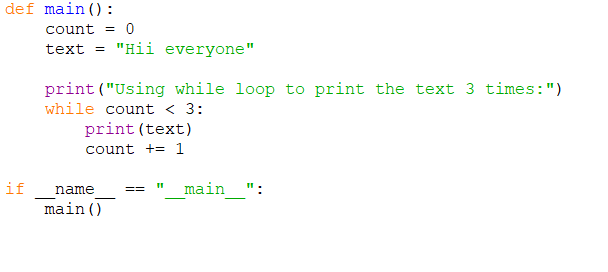 def main():
    count = 0
    text = "Hii everyone"

    print("Using while loop to print the text 3 times:")
    while count < 3:
        print(text)
        count += 1

if __name__ == "__main__":
    main()